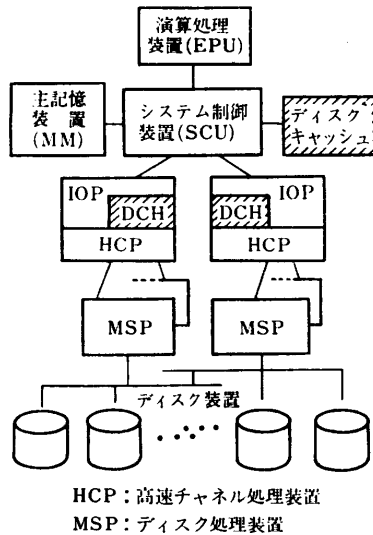 演算処理
装置(EPU)
主記憶
装置
(MM)
システム制御
装置(SCU)
ディスク
キャッシュ
IOP
DCH
HCP
IOP
DCH
HCP
MSP
MSP
ディスク装置
HCP：高速チャネル処理装置
MSP：ディスク処理装置